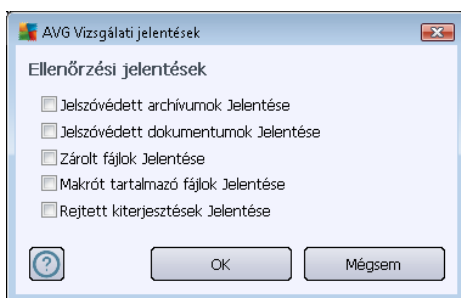 AVG Vizsgálati jelentések
Ellenőrzési jelentések
Jelszóvédett archívumok Jelentése
Jelszóvédett dokumentumok Jelentése
Zárolt fájlok Jelentése
Makrót tartalmazó fájlok Jelentése
Rejtett kiterjesztések Jelentése
? OK Mégsem